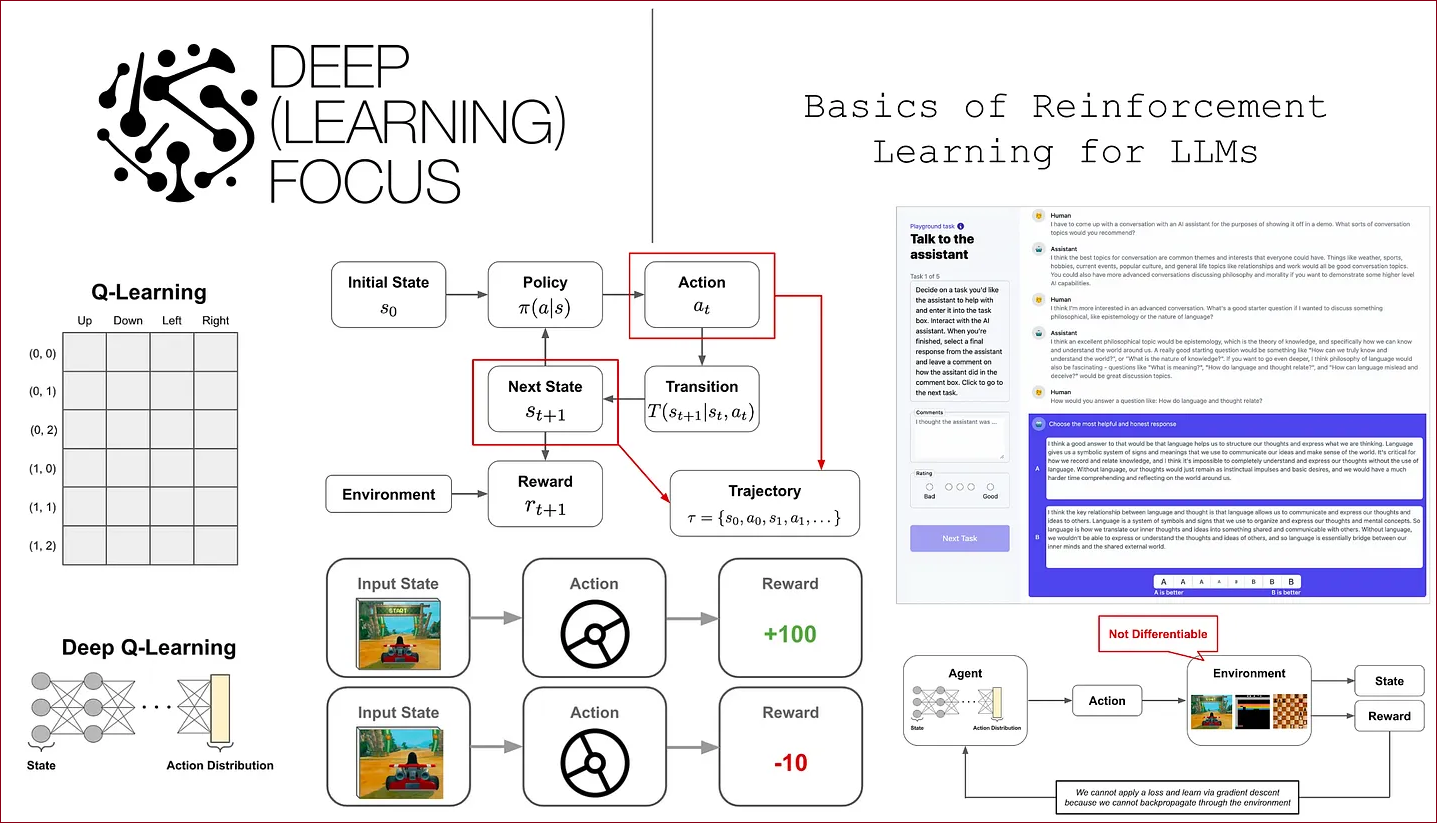 DEEP
(LEARNING)
FOCUS
Basics of Reinforcement
Learning for LLMs
Q-Learning
Up Down Left Right
(0, 0)
(0, 1)
(0, 2)
(1, 0)
(1, 1)
(1, 2)
Deep Q-Learning
State
Action Distribution
Initial State
s₀
Policy
π(a|s)
Action
aₜ
Next State
sₜ₊₁
Transition
T(sₜ₊₁|sₜ, aₜ)
Environment
Reward
rₜ₊₁
Trajectory
τ = {s₀, a₀, s₁, a₁, . . . }
Input State
START
Action
Reward
+100
Input State
Action
Reward
-10
Playground task
Talk to the
assistant
Task 1 of 5
Decide on a task you'd like
the assistant to help with
and enter it into the task
box. Interact with the AI
assistant. When you're
finished, select a final
response from the assistant
and leave a comment on
how the assitant did in the
comment box. Click to go to
the next task.
Comments
I thought the assistant was ...
Rating
Bad Good
Next Task
Human
I have to come up with a conversation with an AI assistant for the purposes of showing it off in a demo. What sorts of conversation
topics would you recommend?
Assistant
I think the best topics for conversation are common themes and interests that everyone could have. Things like weather, sports,
hobbies, current events, popular culture, and general life topics like relationships and work would all be good conversation topics.
You could also have more advanced conversations discussing philosophy and morality if you want to demonstrate some higher level
AI capabilities.
Human
I think I'm more interested in an advanced conversation. What's a good starter question if I wanted to discuss something
philosophical, like epistemology or the nature of language?
Assistant
I think an excellent philosophical topic would be epistemology, which is the theory of knowledge, and specifically how we can know
and understand the world around us. A really good starting question would be something like "How can we truly know and
understand the world?", or "What is the nature of knowledge?". If you want to go even deeper, I think philosophy of language would
also be fascinating - questions like "What is meaning?", "How do language and thought relate?", and "How can language mislead and
deceive?" would be great discussion topics.
Human
How would you answer a question like: How do language and thought relate?
Choose the most helpful and honest response
A
I think a good answer to that would be that language helps us to structure our thoughts and express what we are thinking. Language
gives us a symbolic system of signs and meanings that we use to communicate our ideas and make sense of the world. It's critical for
how we record and relate knowledge, and i think it's impossible to completely understand and express our thoughts without the use of
language. Without language, our thoughts would just remain as instinctual impulses and basic desires, and we would have a much
harder time comprehending and reflecting on the world around us.
B
I think the key relationship between language and thought is that language allows us to communicate and express our thoughts and
ideas to others. Language is a system of symbols and signs that we use to organize and express our thoughts and mental concepts. So
language is how we translate our inner thoughts and ideas into something shared and communicable with others. Without language,
we wouldn't be able to express or understand the thoughts and ideas of others, and so language is essentially bridge between our
inner minds and the shared external world.
A A A A B B B B
A is better B is better
Not Differentiable
Agent
State
Action Distribution
Action
Environment
State
Reward
We cannot apply a loss and learn via gradient descent
because we cannot backpropagate through the environment